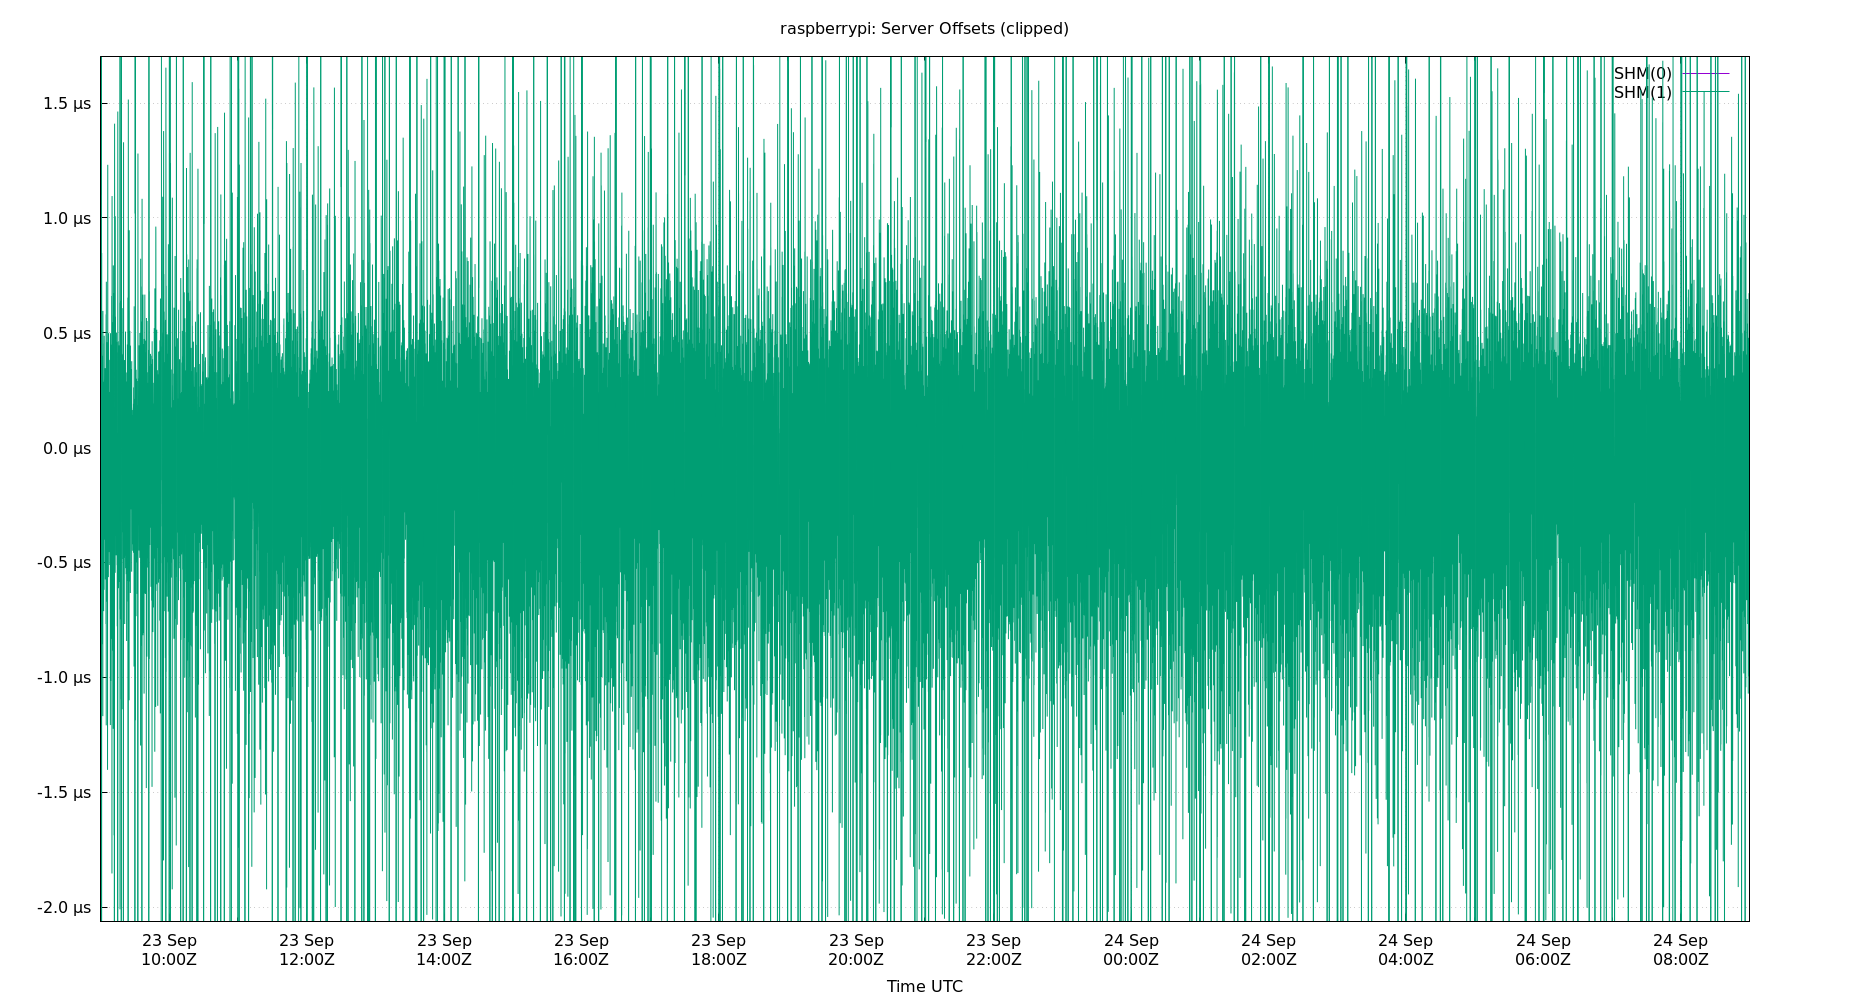 raspberrypi: Server Offsets (clipped)
SHM(0)
SHM(1)
1.5 µs
1.0 µs
0.5 µs
0.0 µs
-0.5 µs
-1.0 µs
-1.5 µs
-2.0 µs
23 Sep 23 Sep 23 Sep 23 Sep 23 Sep 23 Sep 23 Sep 24 Sep 24 Sep 24 Sep 24 Sep 24 Sep
10:00Z 12:00Z 14:00Z 16:00Z 18:00Z 20:00Z 22:00Z 00:00Z 02:00Z 04:00Z 06:00Z 08:00Z
Time UTC